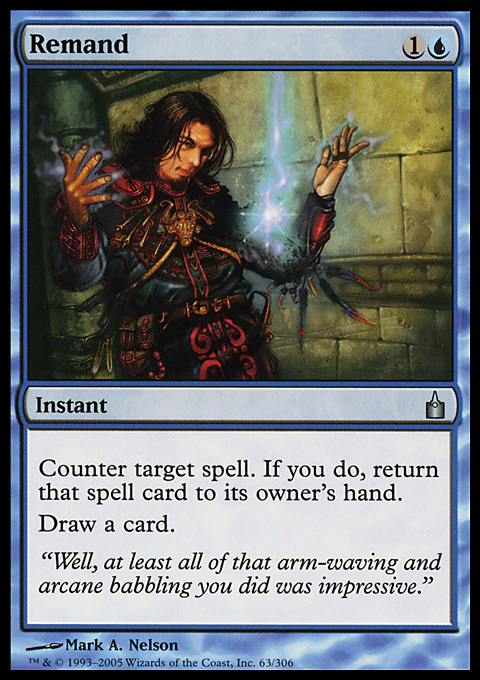 Remand
1
Instant
Counter target spell. If you do, return
that spell card to its owner's hand.
Draw a card.
“Well, at least all of that arm-waving and
arcane babbling you did was impressive.”
Mark A. Nelson
™ & © 1993–2005 Wizards of the Coast, Inc. 63/306